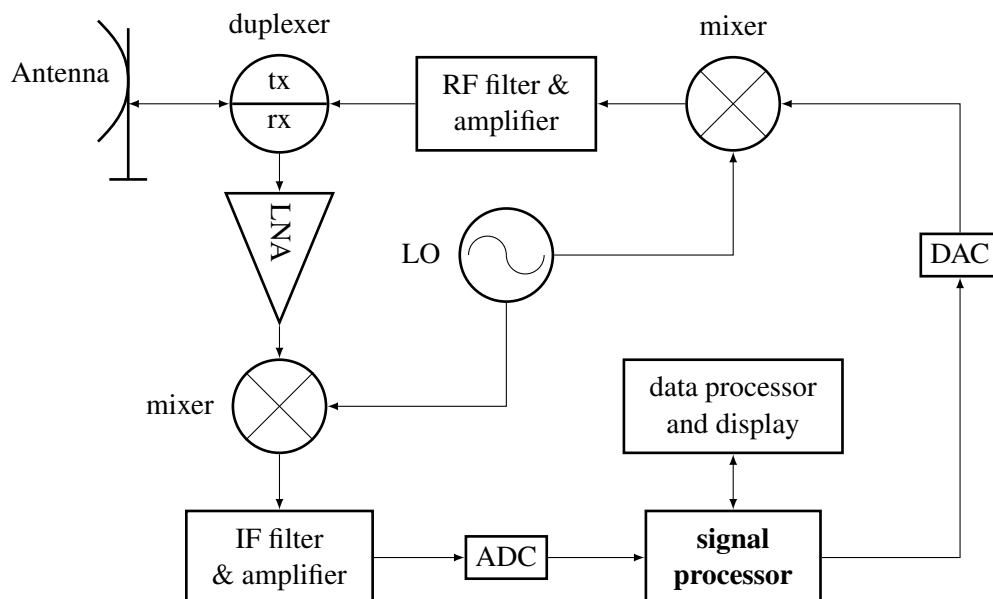 duplexer
mixer
Antenna
tx
rx
RF filter &
amplifier
LNA
LO
DAC
mixer
data processor
and display
IF filter
& amplifier
ADC
signal
processor